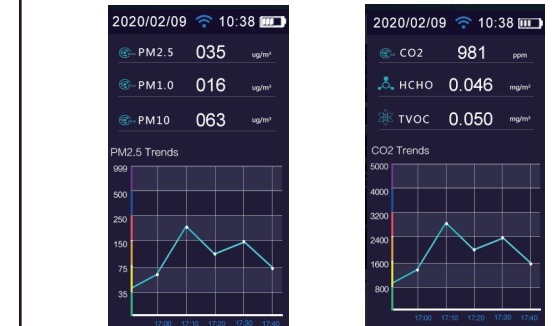 2020/02/09 10:38
PM2.5 035 ug/m³
PM1.0 016 ug/m³
PM10 063 ug/m³
PM2.5 Trends
999
500
250
150
75
35
17:00 17:10 17:20 17:30 17:40
2020/02/09 10:38
CO2 981 ppm
HCHO 0.046 mg/m³
TVOC 0.050 mg/m³
CO2 Trends
5000
4000
3200
2400
1600
800
17:00 17:10 17:20 17:30 17:40